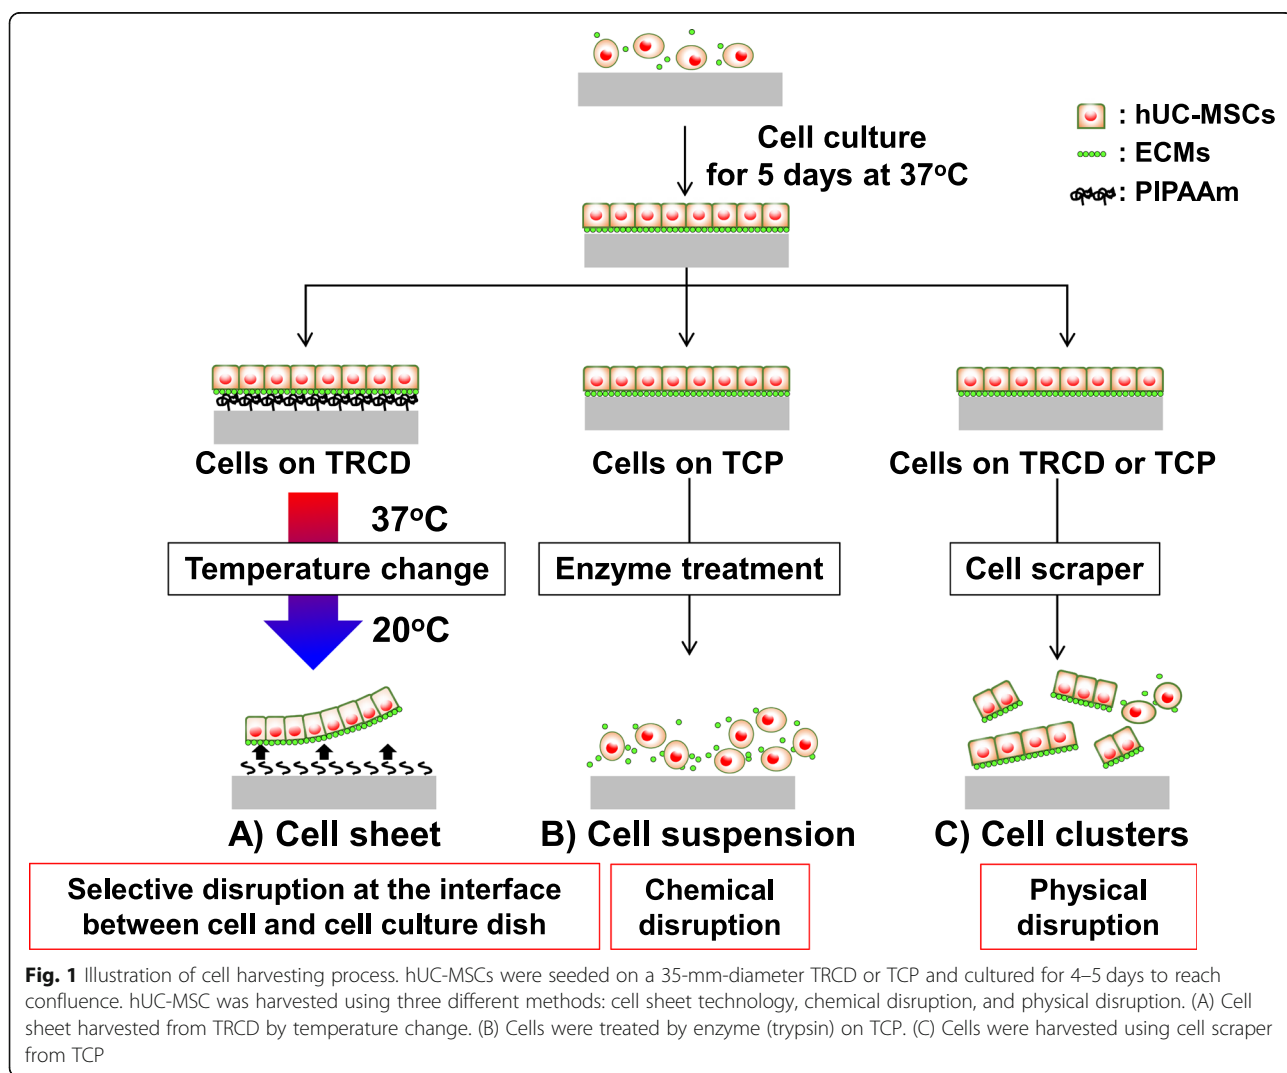 Cell culture
for 5 days at 37°C
: hUC-MSCs
: ECMs
: PIPAAm
Cells on TRCD
Cells on TCP
Cells on TRCD or TCP
37°C
Temperature change
20°C
Enzyme treatment
Cell scraper
A) Cell sheet
B) Cell suspension
C) Cell clusters
Selective disruption at the interface
between cell and cell culture dish
Chemical
disruption
Physical
disruption
Fig. 1 Illustration of cell harvesting process. hUC-MSCs were seeded on a 35-mm-diameter TRCD or TCP and cultured for 4–5 days to reach
confluence. hUC-MSC was harvested using three different methods: cell sheet technology, chemical disruption, and physical disruption. (A) Cell
sheet harvested from TRCD by temperature change. (B) Cells were treated by enzyme (trypsin) on TCP. (C) Cells were harvested using cell scraper
from TCP